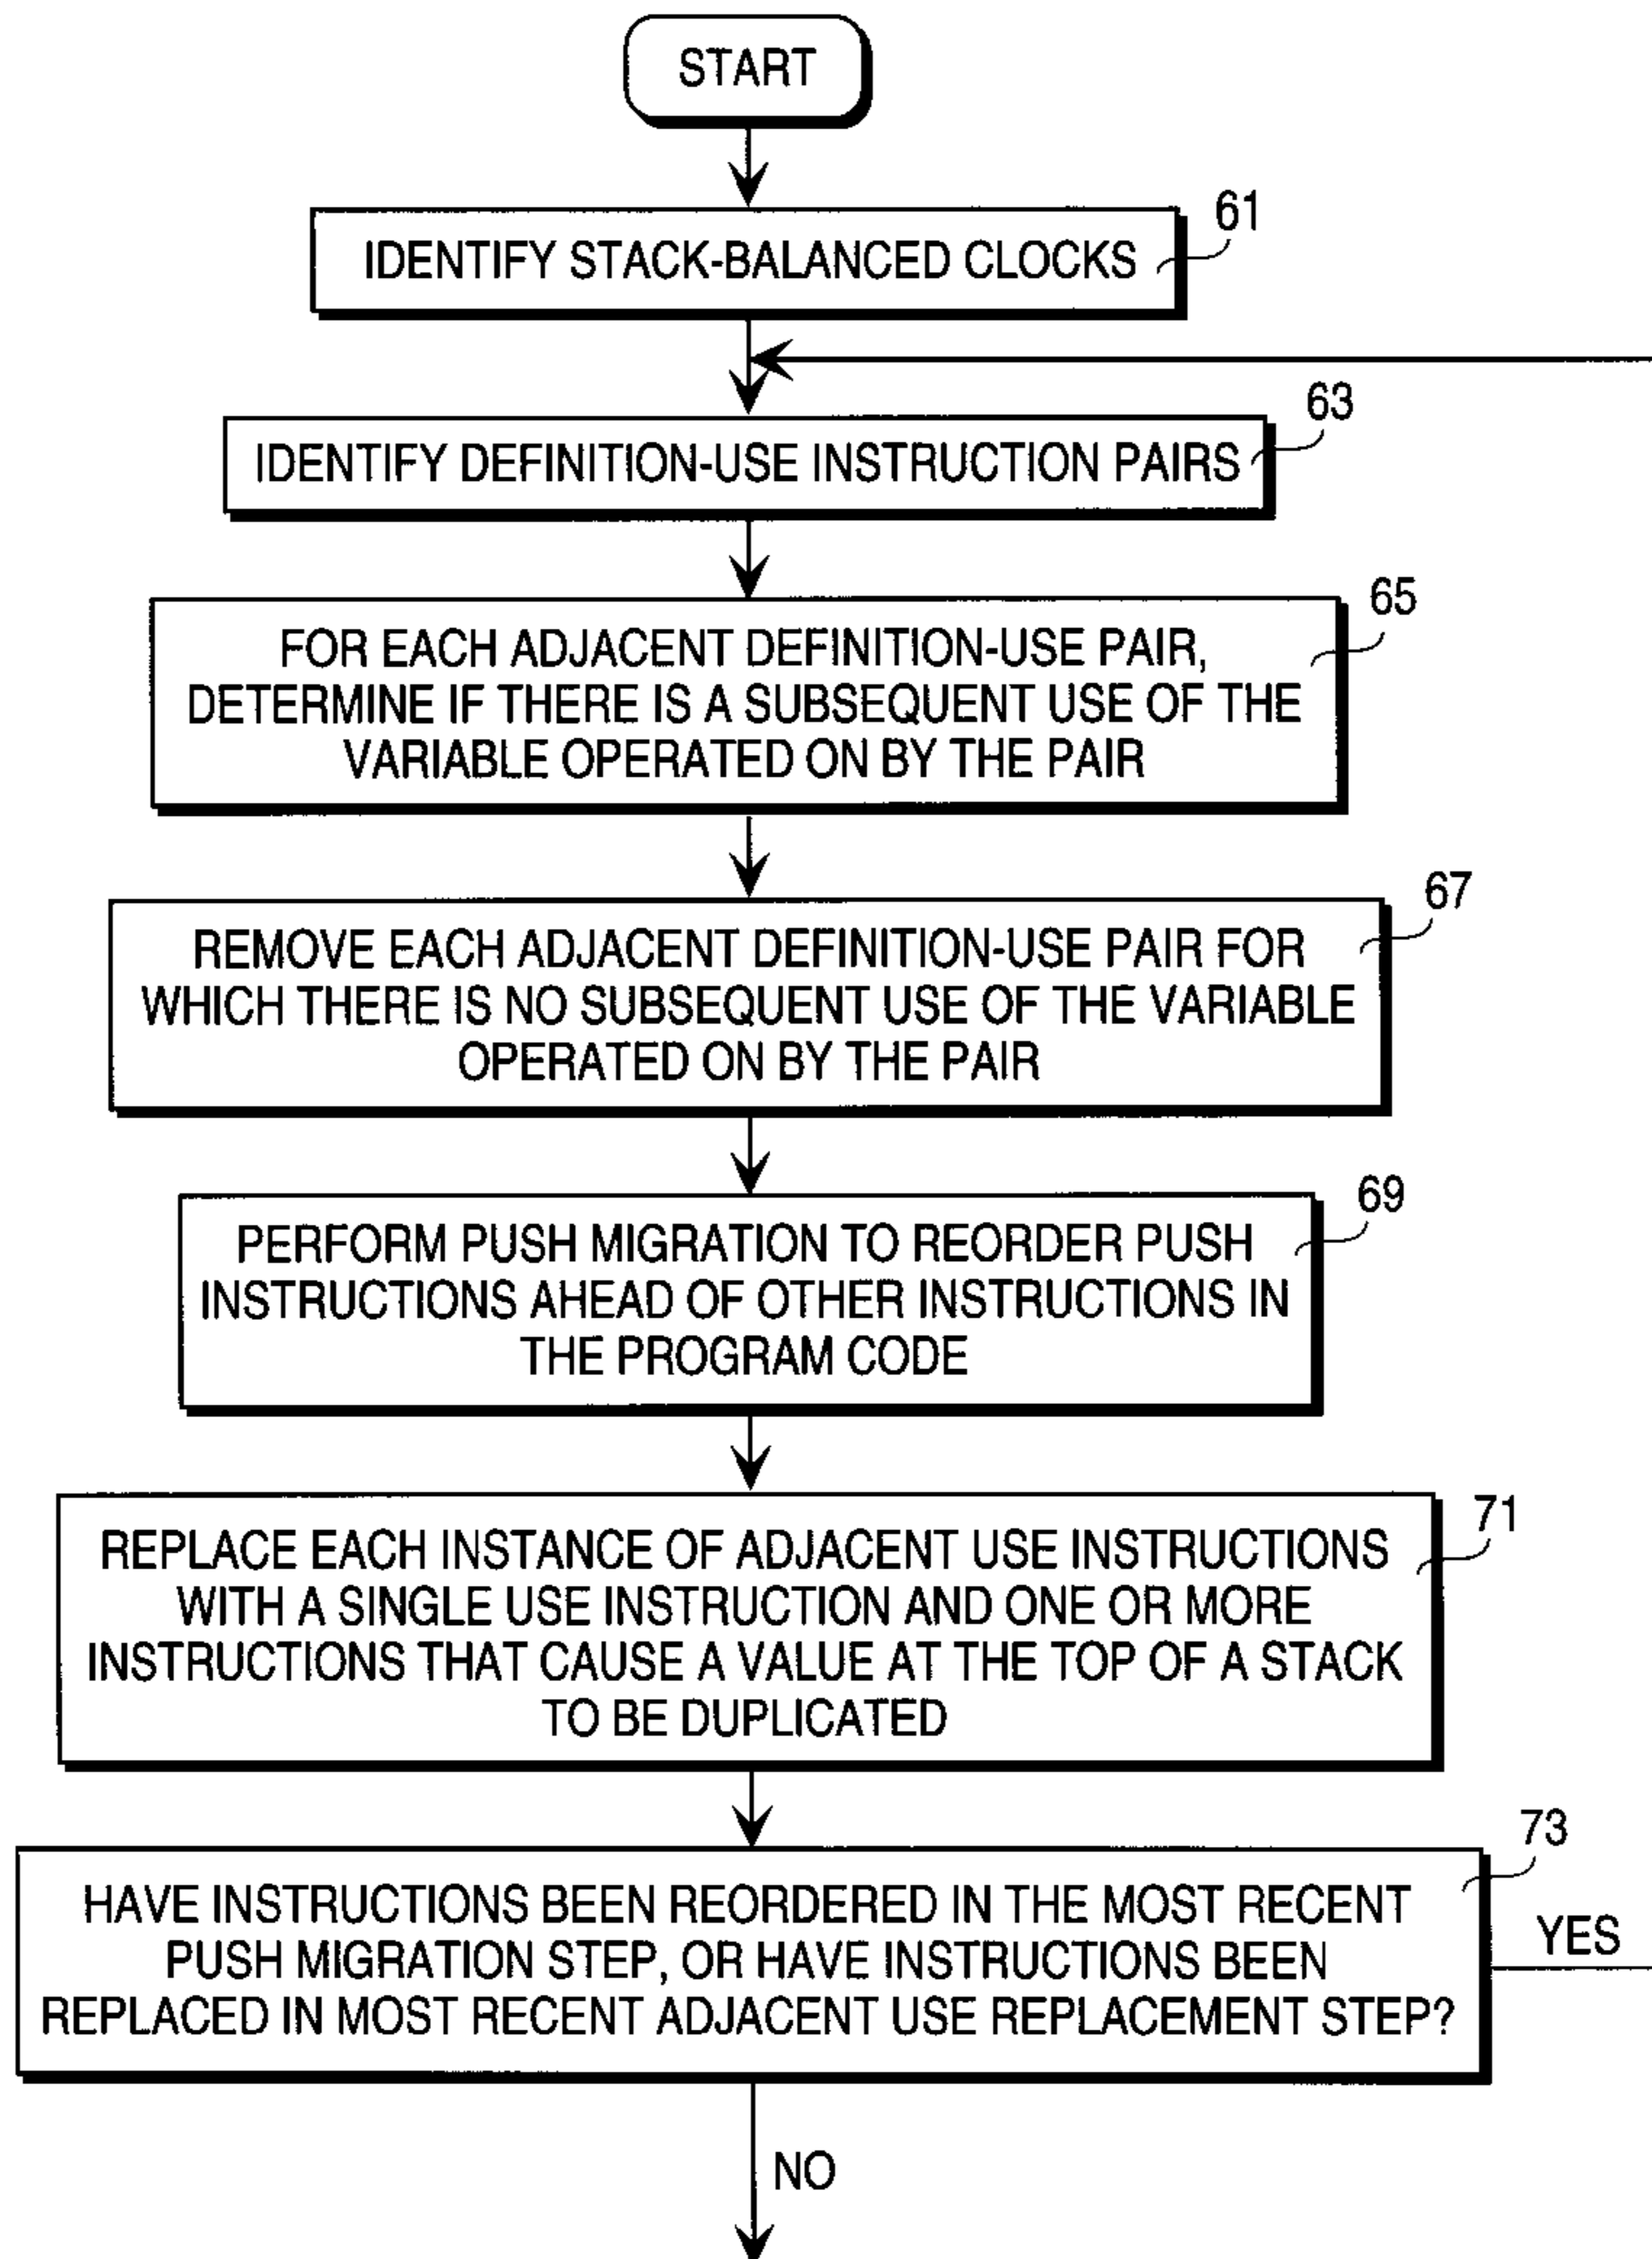 START
61
IDENTIFY STACK-BALANCED CLOCKS
63
IDENTIFY DEFINITION-USE INSTRUCTION PAIRS
65
FOR EACH ADJACENT DEFINITION-USE PAIR,
DETERMINE IF THERE IS A SUBSEQUENT USE OF THE
VARIABLE OPERATED ON BY THE PAIR
67
REMOVE EACH ADJACENT DEFINITION-USE PAIR FOR
WHICH THERE IS NO SUBSEQUENT USE OF THE VARIABLE
OPERATED ON BY THE PAIR
69
PERFORM PUSH MIGRATION TO REORDER PUSH
INSTRUCTIONS AHEAD OF OTHER INSTRUCTIONS IN
THE PROGRAM CODE
71
REPLACE EACH INSTANCE OF ADJACENT USE INSTRUCTIONS
WITH A SINGLE USE INSTRUCTION AND ONE OR MORE
INSTRUCTIONS THAT CAUSE A VALUE AT THE TOP OF A STACK
TO BE DUPLICATED
73
HAVE INSTRUCTIONS BEEN REORDERED IN THE MOST RECENT
PUSH MIGRATION STEP, OR HAVE INSTRUCTIONS BEEN
REPLACED IN MOST RECENT ADJACENT USE REPLACEMENT STEP?
YES
NO